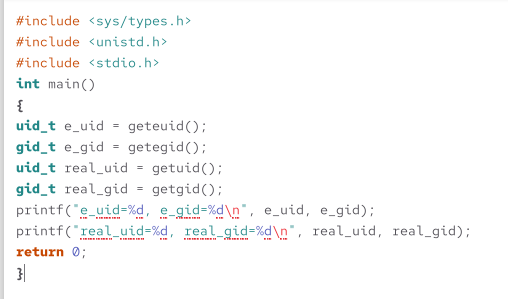 #include <sys/types.h>
#include <unistd.h>
#include <stdio.h>
int main()
{
uid_t e_uid = geteuid();
gid_t e_gid = getegid();
uid_t real_uid = getuid();
gid_t real_gid = getgid();
printf("e_uid=%d, e_gid=%d\n", e_uid, e_gid);
printf("real_uid=%d, real_gid=%d\n", real_uid, real_gid);
return 0;
}